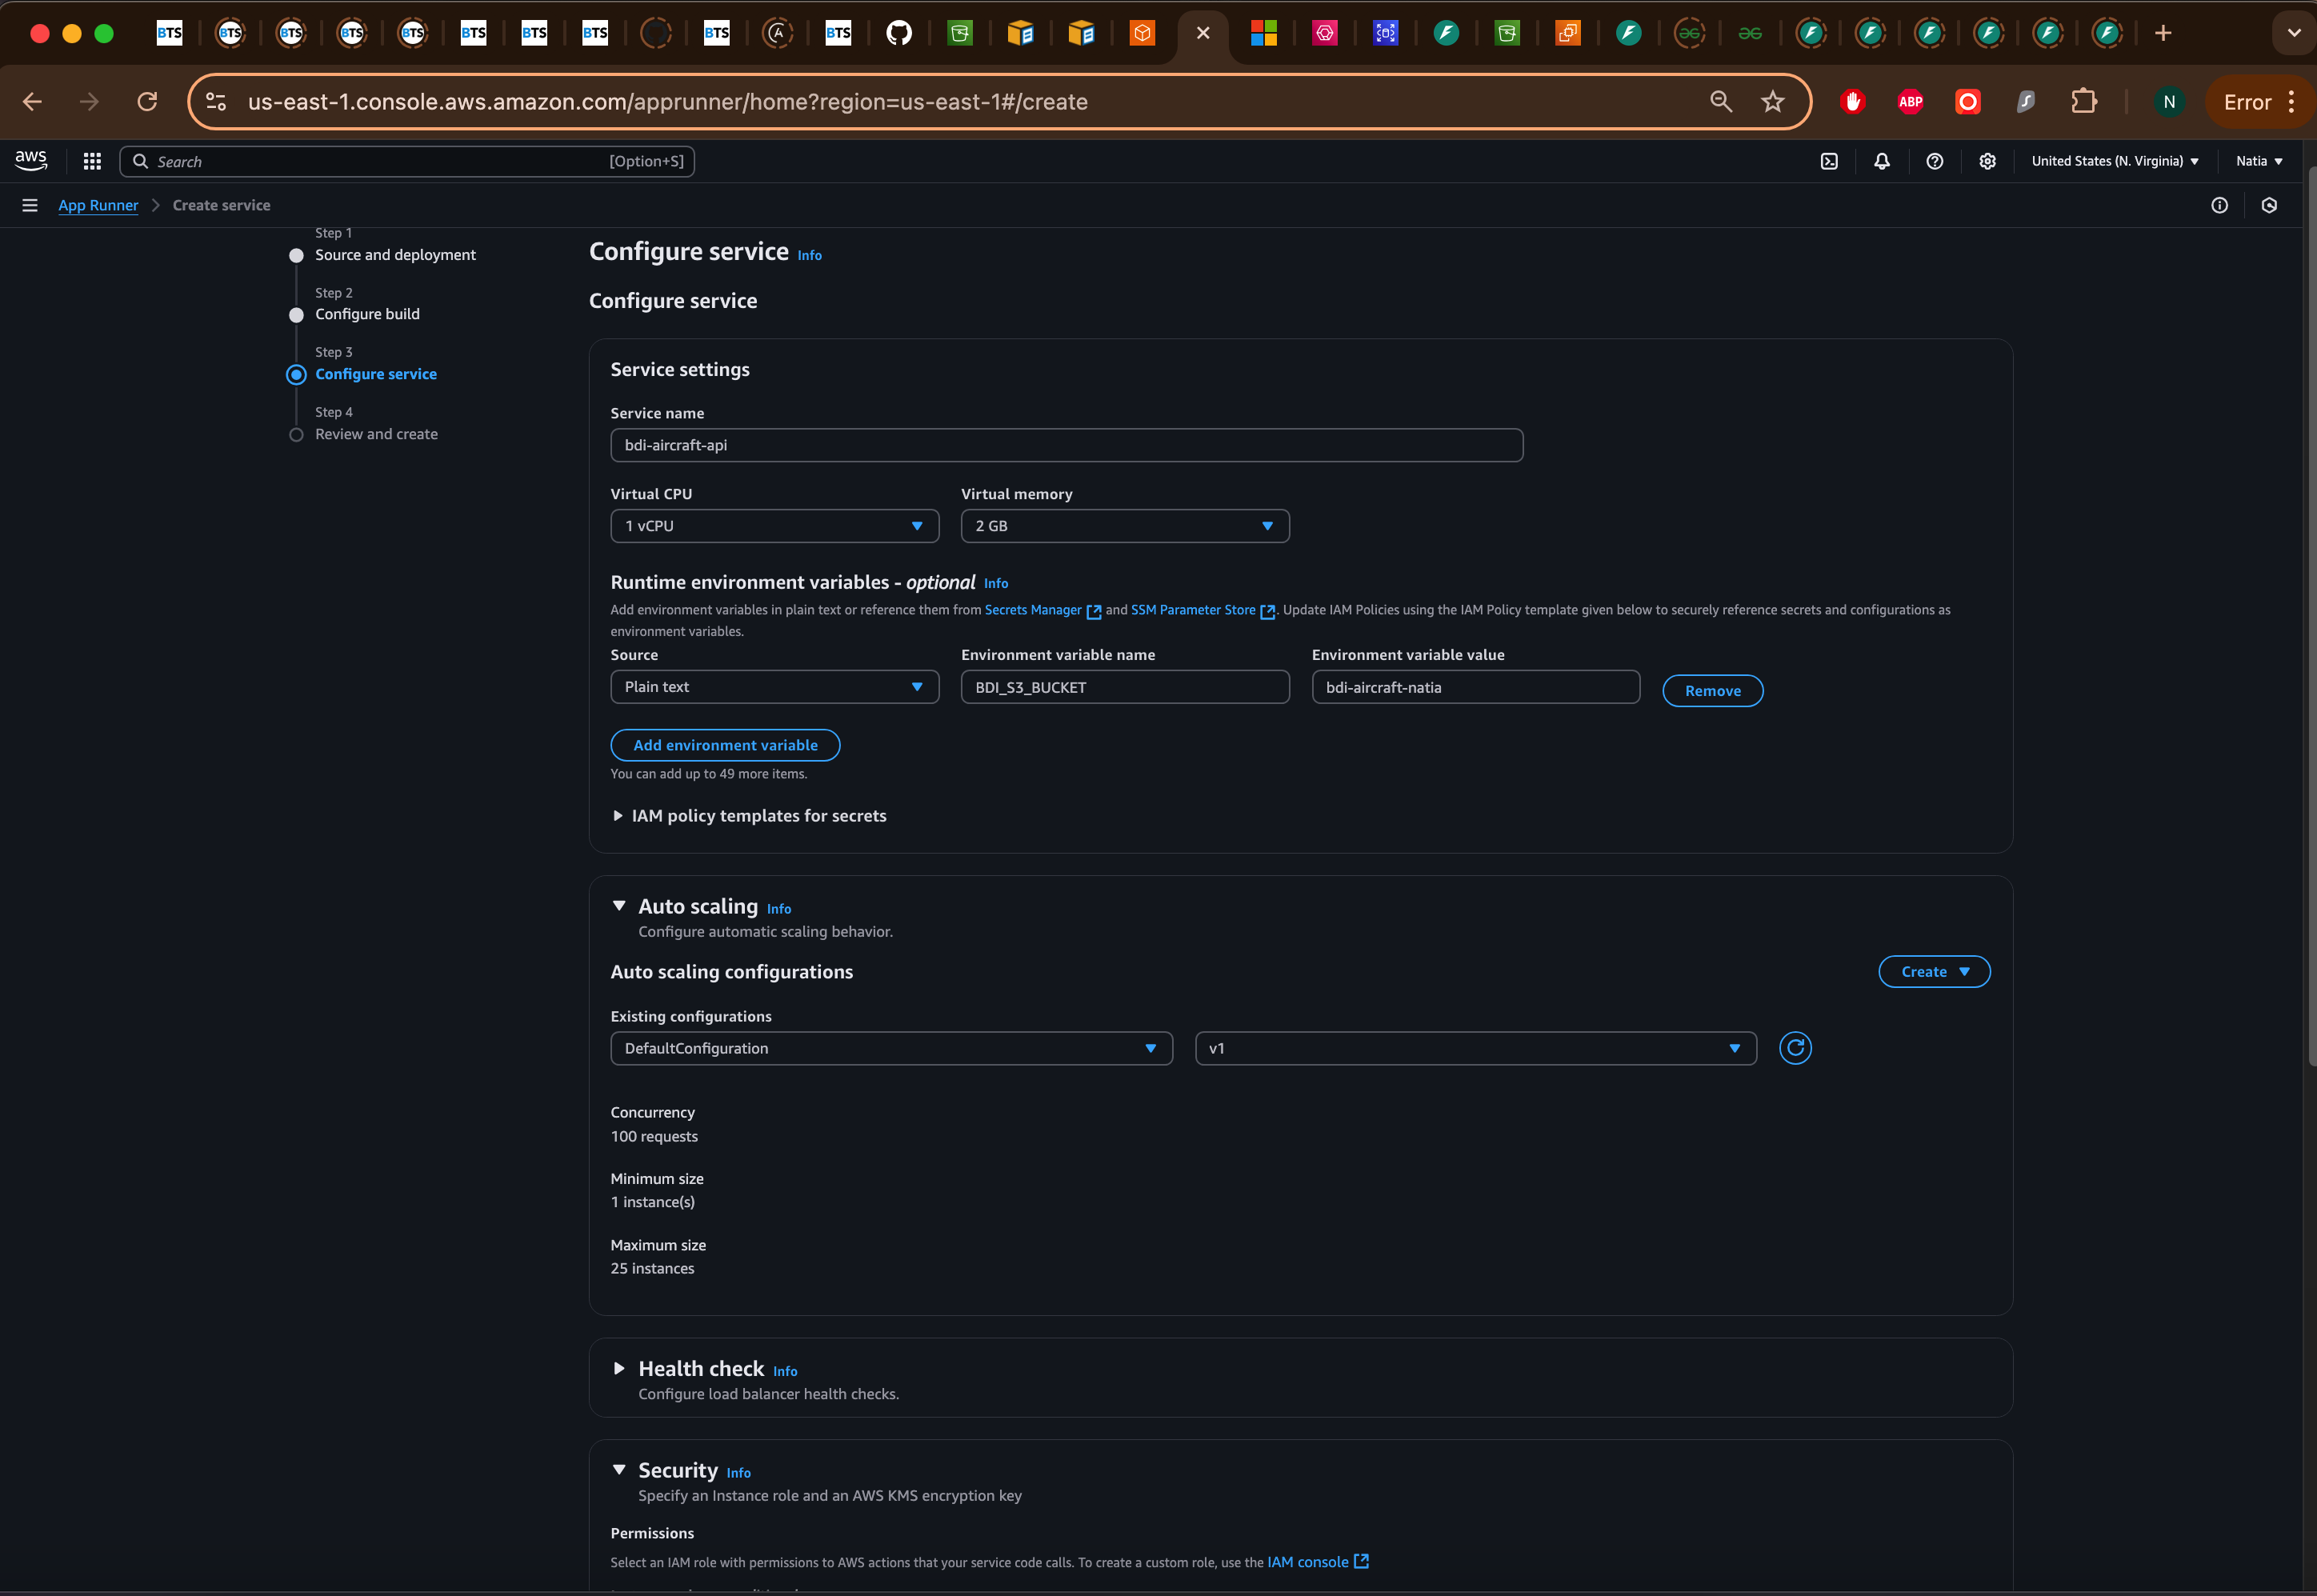 BTS BTS BTS BTS BTS BTS BTS BTS BTS BTS
us-east-1.console.aws.amazon.com/apprunner/home?region=us-east-1#/create
ABP
N
Error
aws
Search
[Option+S]
United States (N. Virginia)
Natia
App Runner
Create service
Step 1
Source and deployment
Step 2
Configure build
Step 3
Configure service
Step 4
Review and create
Configure service Info
Configure service
Service settings
Service name
bdi-aircraft-api
Virtual CPU
Virtual memory
1 vCPU
2 GB
Runtime environment variables - optional Info
Add environment variables in plain text or reference them from Secrets Manager and SSM Parameter Store. Update IAM Policies using the IAM Policy template given below to securely reference secrets and configurations as
environment variables.
Source
Environment variable name
Environment variable value
Plain text
BDI_S3_BUCKET
bdi-aircraft-natia
Remove
Add environment variable
You can add up to 49 more items.
IAM policy templates for secrets
Auto scaling Info
Configure automatic scaling behavior.
Auto scaling configurations
Create
Existing configurations
DefaultConfiguration
v1
Concurrency
100 requests
Minimum size
1 instance(s)
Maximum size
25 instances
Health check Info
Configure load balancer health checks.
Security Info
Specify an Instance role and an AWS KMS encryption key
Permissions
Select an IAM role with permissions to AWS actions that your service code calls. To create a custom role, use the IAM console